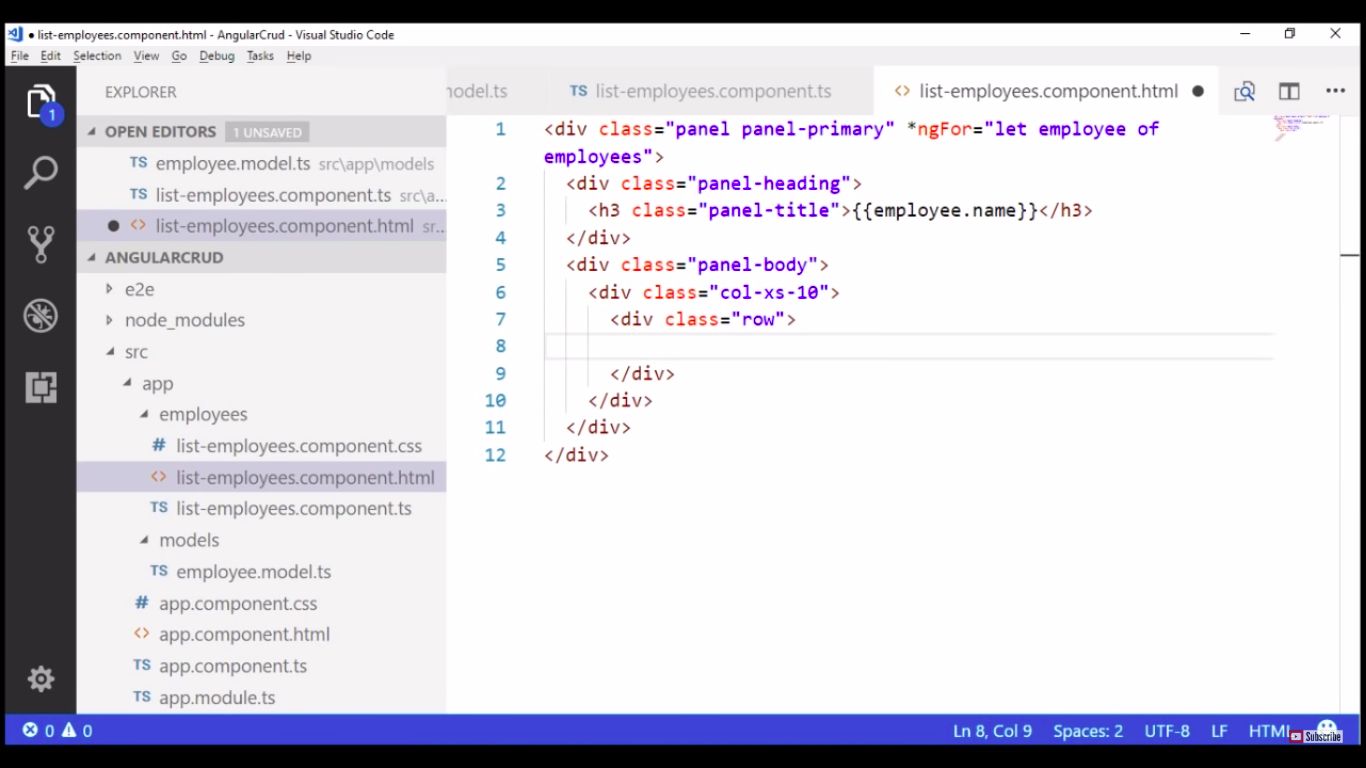 ● list-employees.component.html - AngularCrud - Visual Studio Code
File Edit Selection View Go Debug Tasks Help
EXPLORER
1
OPEN EDITORS 1 UNSAVED
TS employee.model.ts src\app\models
TS list-employees.component.ts src\a...
● <> list-employees.component.html sr...
ANGULARCRUD
e2e
node_modules
src
app
employees
# list-employees.component.css
<> list-employees.component.html
TS list-employees.component.ts
models
TS employee.model.ts
# app.component.css
<> app.component.html
TS app.component.ts
TS app.module.ts
model.ts TS list-employees.component.ts <> list-employees.component.html ● ...
1 <div class="panel panel-primary" *ngFor="let employee of
employees">
2 <div class="panel-heading">
3 <h3 class="panel-title">{{employee.name}}</h3>
4 </div>
5 <div class="panel-body">
6 <div class="col-xs-10">
7 <div class="row">
8
9 </div>
10 </div>
11 </div>
12 </div>
0 0 Ln 8, Col 9 Spaces: 2 UTF-8 LF HTML
Subscribe